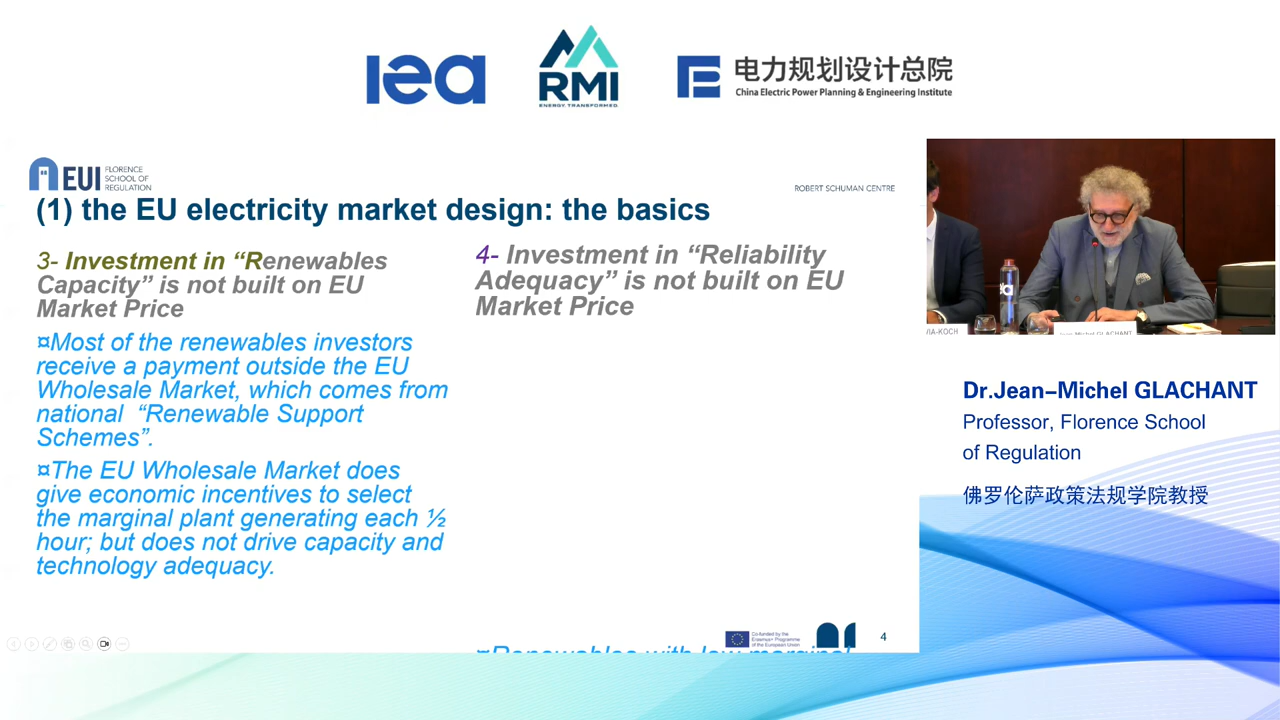 iea
RMI
ENERGY. TRANSFORMED.
电力规划设计总院
China Electric Power Planning & Engineering Institute
EUI
FLORENCE
SCHOOL OF
REGULATION
ROBERT SCHUMAN CENTRE
(1) the EU electricity market design: the basics
3- Investment in “Renewables
Capacity” is not built on EU
Market Price
¤Most of the renewables investors
receive a payment outside the EU
Wholesale Market, which comes from
national “Renewable Support
Schemes”.
¤The EU Wholesale Market does
give economic incentives to select
the marginal plant generating each ½
hour; but does not drive capacity and
technology adequacy.
4- Investment in “Reliability
Adequacy” is not built on EU
Market Price
¤Renewables with low marginal
Co-funded by the
Erasmus+ Programme
of the European Union
4
VIA-KOCH
Jean-Michel GLACHANT
Dr.Jean-Michel GLACHANT
Professor, Florence School
of Regulation
佛罗伦萨政策法规学院教授